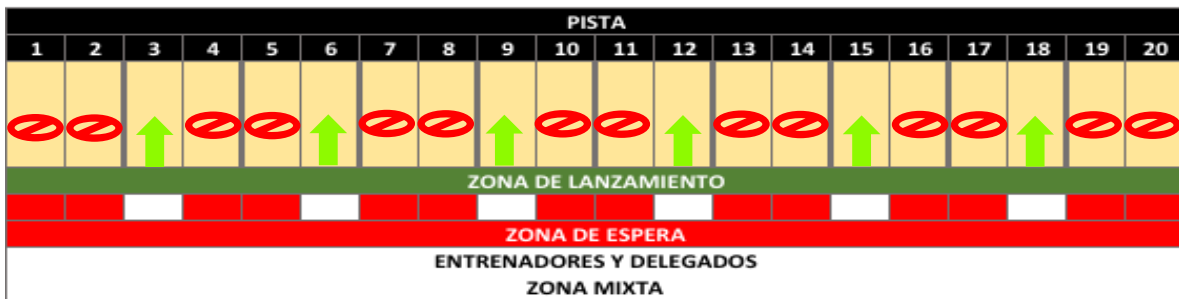 PISTA
1 2 3 4 5 6 7 8 9 10 11 12 13 14 15 16 17 18 19 20
ZONA DE LANZAMIENTO
ZONA DE ESPERA
ENTRENADORES Y DELEGADOS
ZONA MIXTA